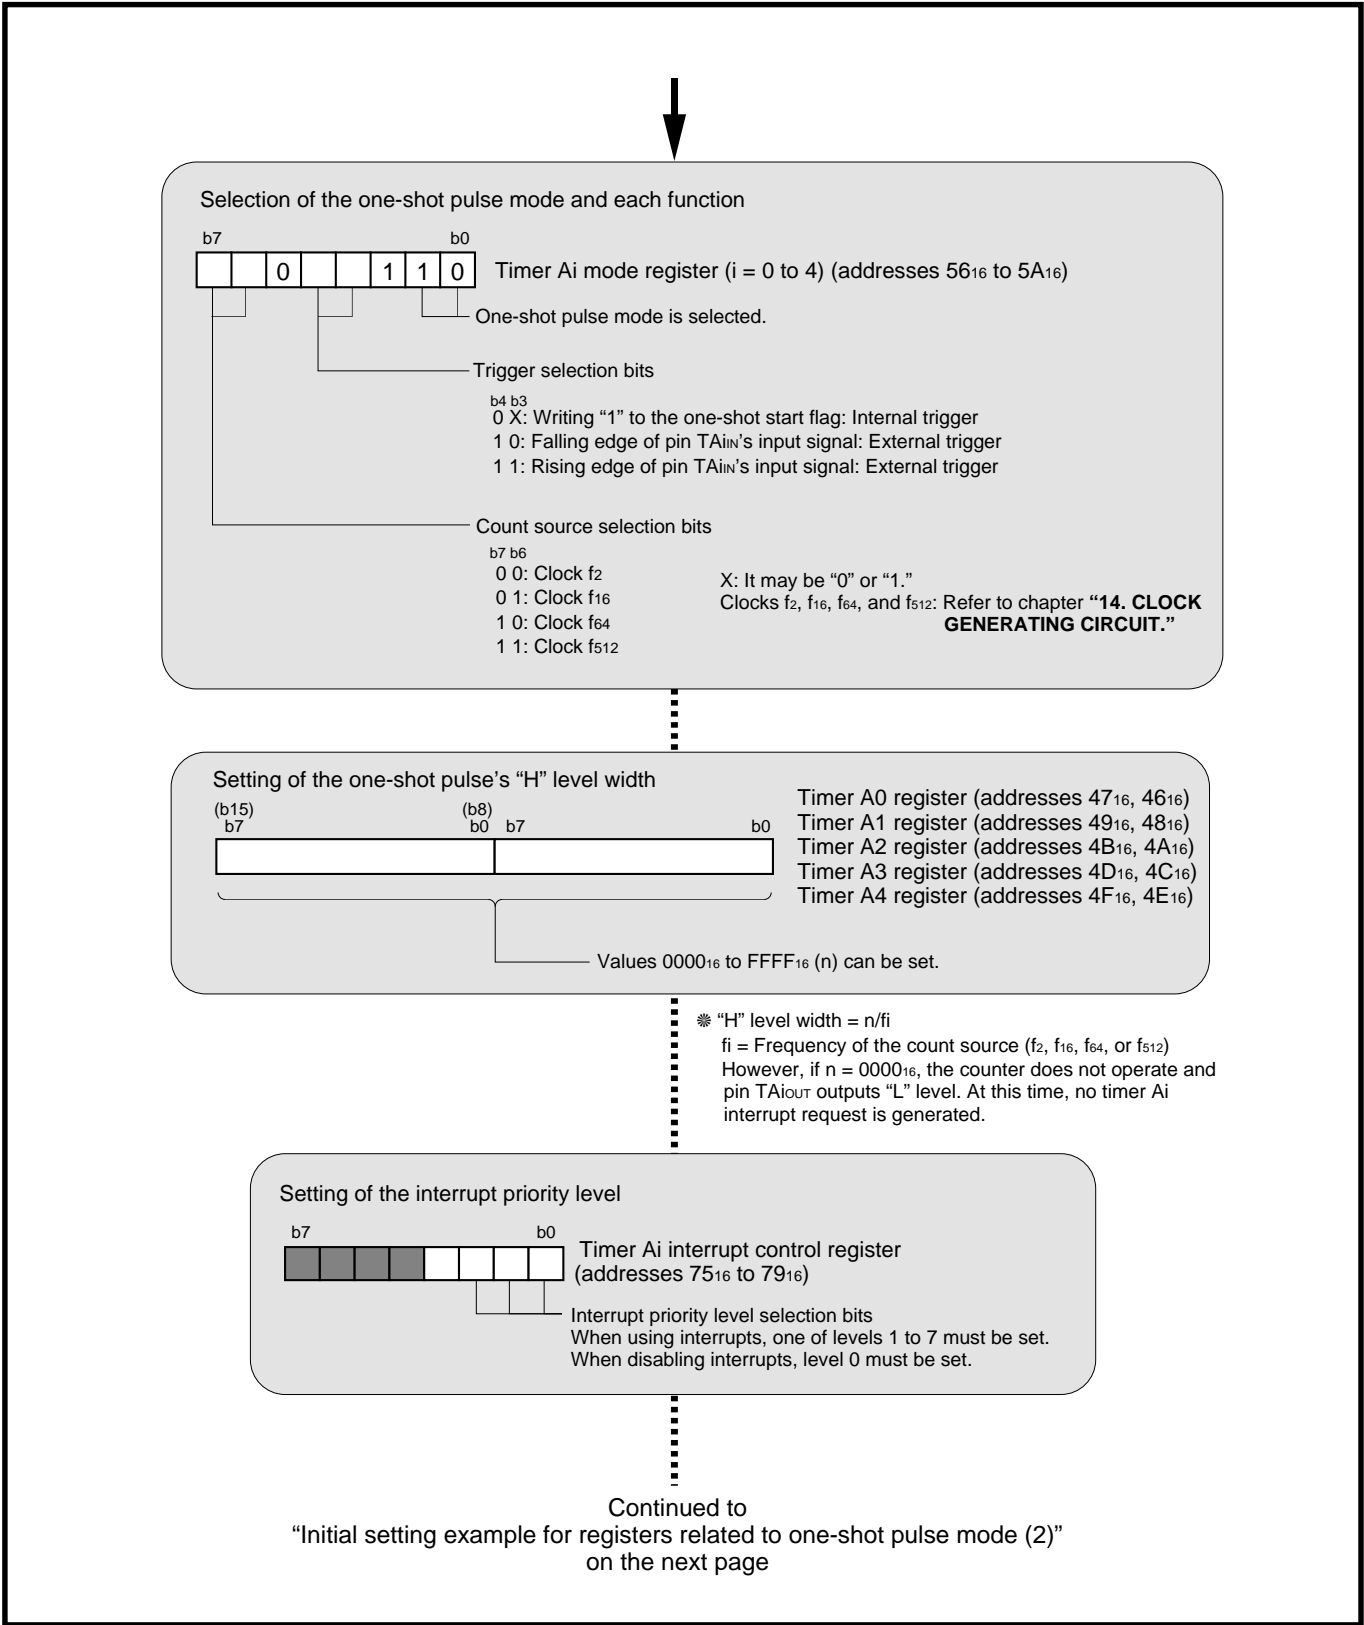 Selection of the one-shot pulse mode and each function
b7 b0
0 1 1 0 Timer Ai mode register (i = 0 to 4) (addresses 5616 to 5A16)
One-shot pulse mode is selected.
Trigger selection bits
b4 b3
0 X: Writing “1” to the one-shot start flag: Internal trigger
1 0: Falling edge of pin TAiIN’s input signal: External trigger
1 1: Rising edge of pin TAiIN’s input signal: External trigger
Count source selection bits
b7 b6
0 0: Clock f2
0 1: Clock f16
1 0: Clock f64
1 1: Clock f512
X: It may be “0” or “1.”
Clocks f2, f16, f64, and f512: Refer to chapter “14. CLOCK
GENERATING CIRCUIT.”
Setting of the one-shot pulse’s “H” level width
(b15) (b8)
b7 b0 b7 b0
Timer A0 register (addresses 4716, 4616)
Timer A1 register (addresses 4916, 4816)
Timer A2 register (addresses 4B16, 4A16)
Timer A3 register (addresses 4D16, 4C16)
Timer A4 register (addresses 4F16, 4E16)
Values 000016 to FFFF16 (n) can be set.
❋ “H” level width = n/fi
fi = Frequency of the count source (f2, f16, f64, or f512)
However, if n = 000016, the counter does not operate and
pin TAiOUT outputs “L” level. At this time, no timer Ai
interrupt request is generated.
Setting of the interrupt priority level
b7 b0
Timer Ai interrupt control register
(addresses 7516 to 7916)
Interrupt priority level selection bits
When using interrupts, one of levels 1 to 7 must be set.
When disabling interrupts, level 0 must be set.
Continued to
“Initial setting example for registers related to one-shot pulse mode (2)”
on the next page